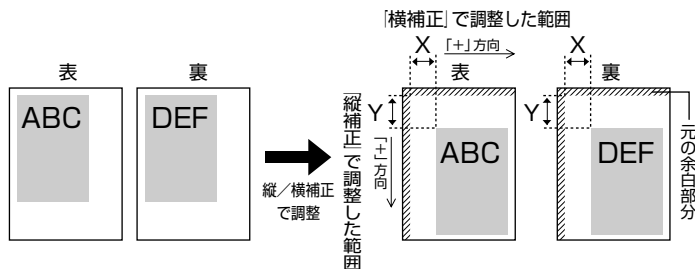 表
ABC
裏
DEF
縦／横補正
で調整
「横補正」で調整した範囲
X
「＋」方向
表
「縦補正」で調整した範囲
Y
「＋」方向
ABC
X
裏
Y
DEF
元の余白部分